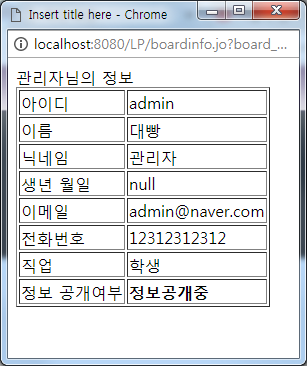 Insert title here - Chrome
localhost:8080/LP/boardinfo.jo?board_...
관리자님의 정보
아이디 admin
이름 대빵
닉네임 관리자
생년 월일 null
이메일 admin@naver.com
전화번호 12312312312
직업 학생
정보 공개여부 정보공개중